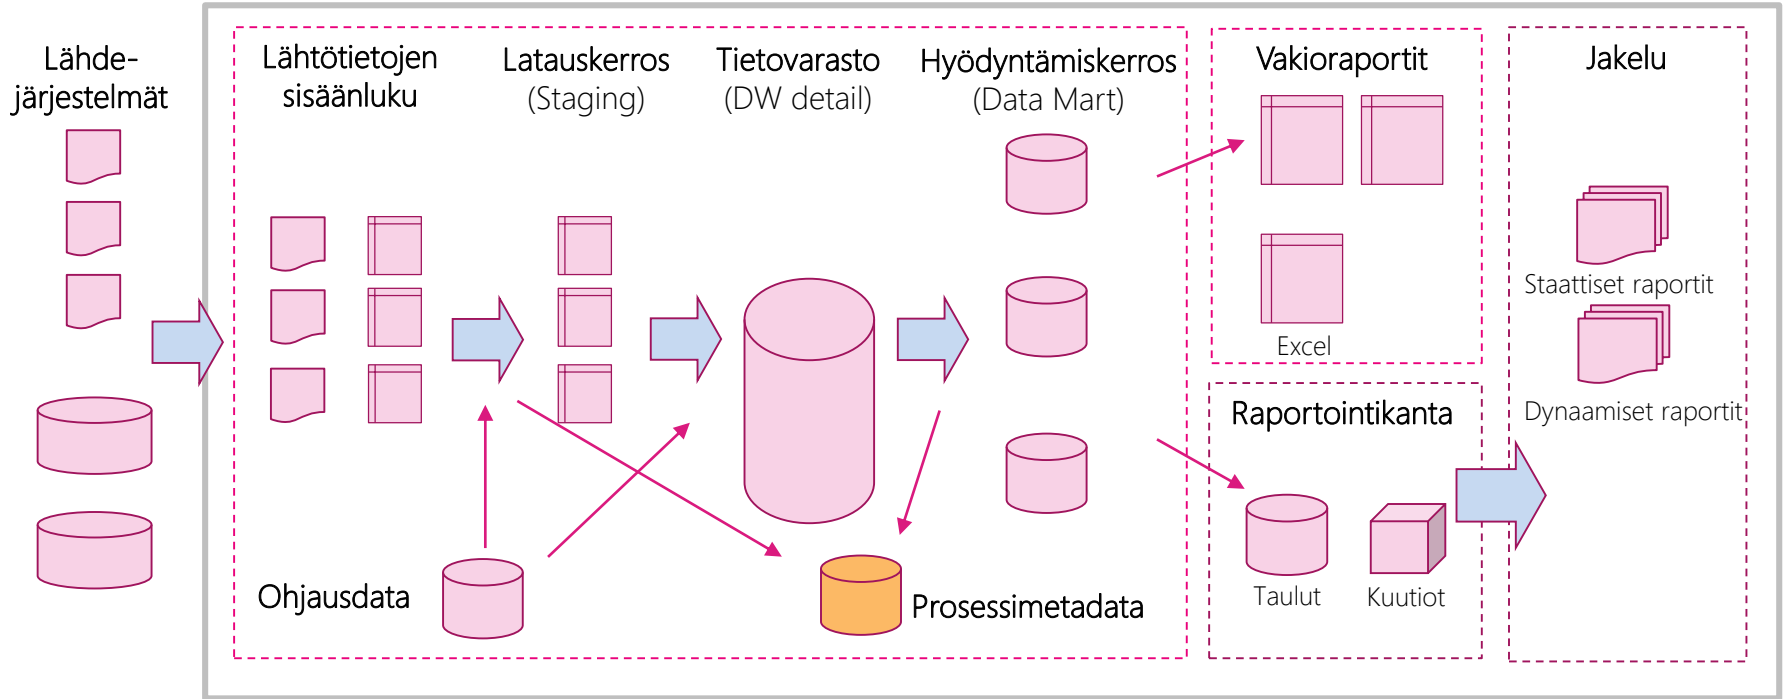 Lähde-
järjestelmät
Lähtötietojen
sisäänluku
Latauskerros
(Staging)
Tietovarasto
(DW detail)
Hyödyntämiskerros
(Data Mart)
Vakioraportit
Jakelu
Staattiset raportit
Excel
Dynaamiset raportit
Raportointikanta
Taulut
Kuutiot
Ohjausdata
Prosessimetadata